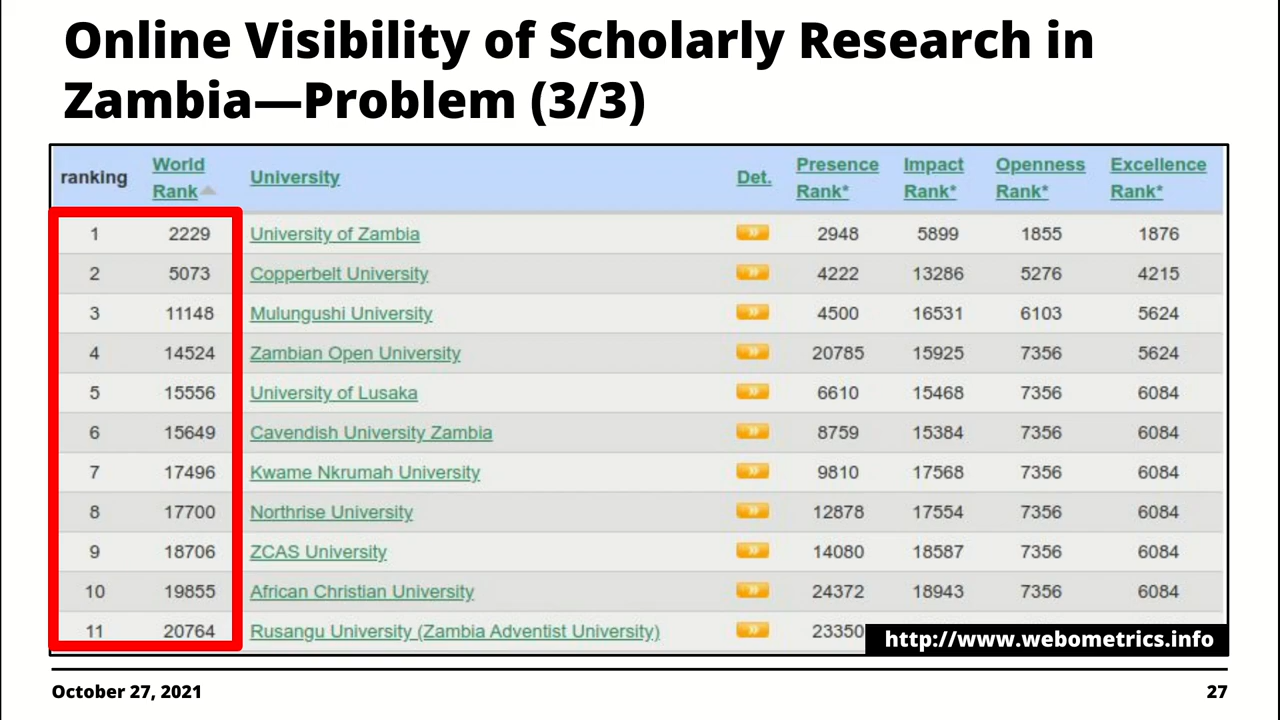 Online Visibility of Scholarly Research in
Zambia—Problem (3/3)
ranking World Rank University Det. Presence Rank* Impact Rank* Openness Rank* Excellence Rank*
1 2229 University of Zambia 2948 5899 1855 1876
2 5073 Copperbelt University 4222 13286 5276 4215
3 11148 Mulungushi University 4500 16531 6103 5624
4 14524 Zambian Open University 20785 15925 7356 5624
5 15556 University of Lusaka 6610 15468 7356 6084
6 15649 Cavendish University Zambia 8759 15384 7356 6084
7 17496 Kwame Nkrumah University 9810 17568 7356 6084
8 17700 Northrise University 12878 17554 7356 6084
9 18706 ZCAS University 14080 18587 7356 6084
10 19855 African Christian University 24372 18943 7356 6084
11 20764 Rusangu University (Zambia Adventist University) 23350
http://www.webometrics.info
October 27, 2021 27